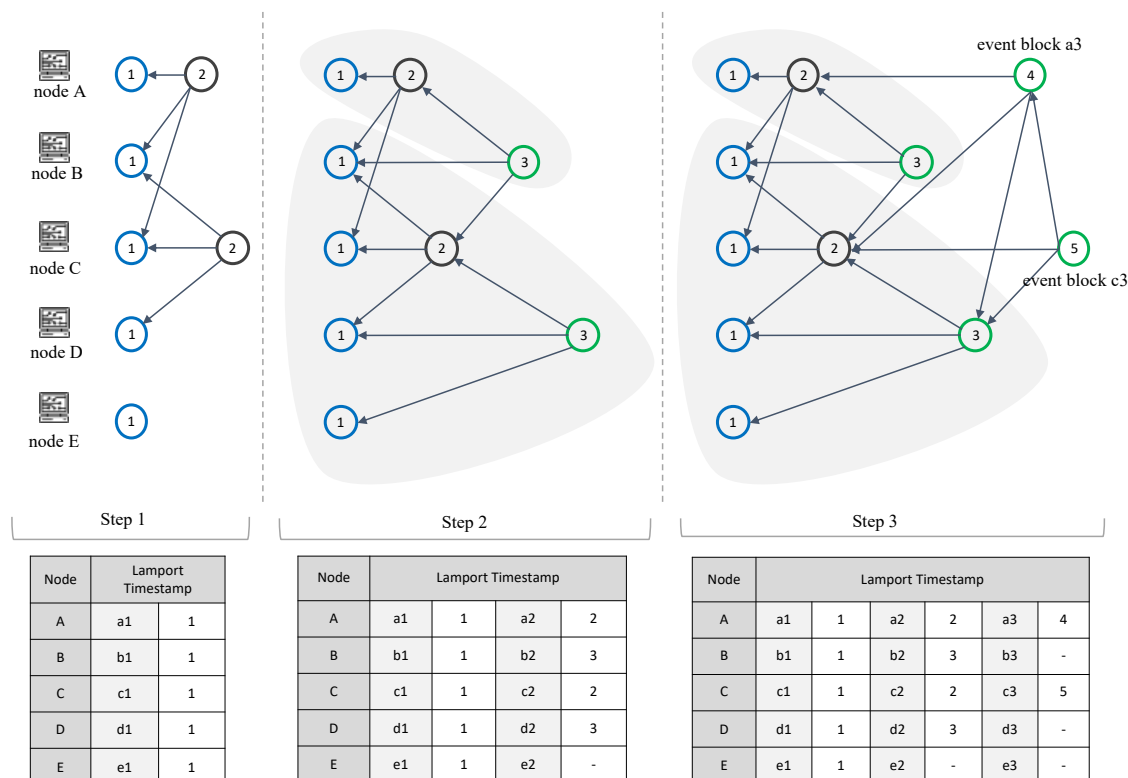 event block a3
1 2 1 2 1 2 4
node A
1 1 3 1 3
node B
1 2 1 2 1 2 5
node C
event block c3
1 1 3 1 3
node D
1 1 1
node E
Step 1 Step 2 Step 3
Node Lamport Timestamp
A a1 1
B b1 1
C c1 1
D d1 1
E e1 1
Node Lamport Timestamp
A a1 1 a2 2
B b1 1 b2 3
C c1 1 c2 2
D d1 1 d2 3
E e1 1 e2 -
Node Lamport Timestamp
A a1 1 a2 2 a3 4
B b1 1 b2 3 b3 -
C c1 1 c2 2 c3 5
D d1 1 d2 3 d3 -
E e1 1 e2 - e3 -